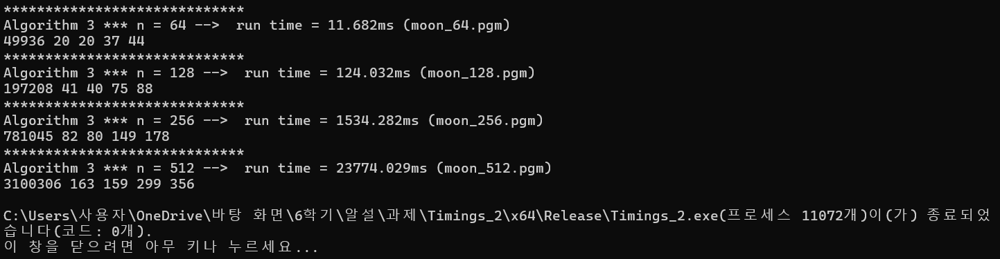 *****************************
Algorithm 3 *** n = 64 -->  run time = 11.682ms (moon_64.pgm)
49936 20 20 37 44
*****************************
Algorithm 3 *** n = 128 -->  run time = 124.032ms (moon_128.pgm)
197208 41 40 75 88
*****************************
Algorithm 3 *** n = 256 -->  run time = 1534.282ms (moon_256.pgm)
781045 82 80 149 178
*****************************
Algorithm 3 *** n = 512 -->  run time = 23774.029ms (moon_512.pgm)
3100306 163 159 299 356
C:\Users\사용자\OneDrive\바탕 화면\6학기\알설\과제\Timings_2\x64\Release\Timings_2.exe(프로세스 11072개)이(가) 종료되었
습니다(코드: 0개).
이 창을 닫으려면 아무 키나 누르세요...